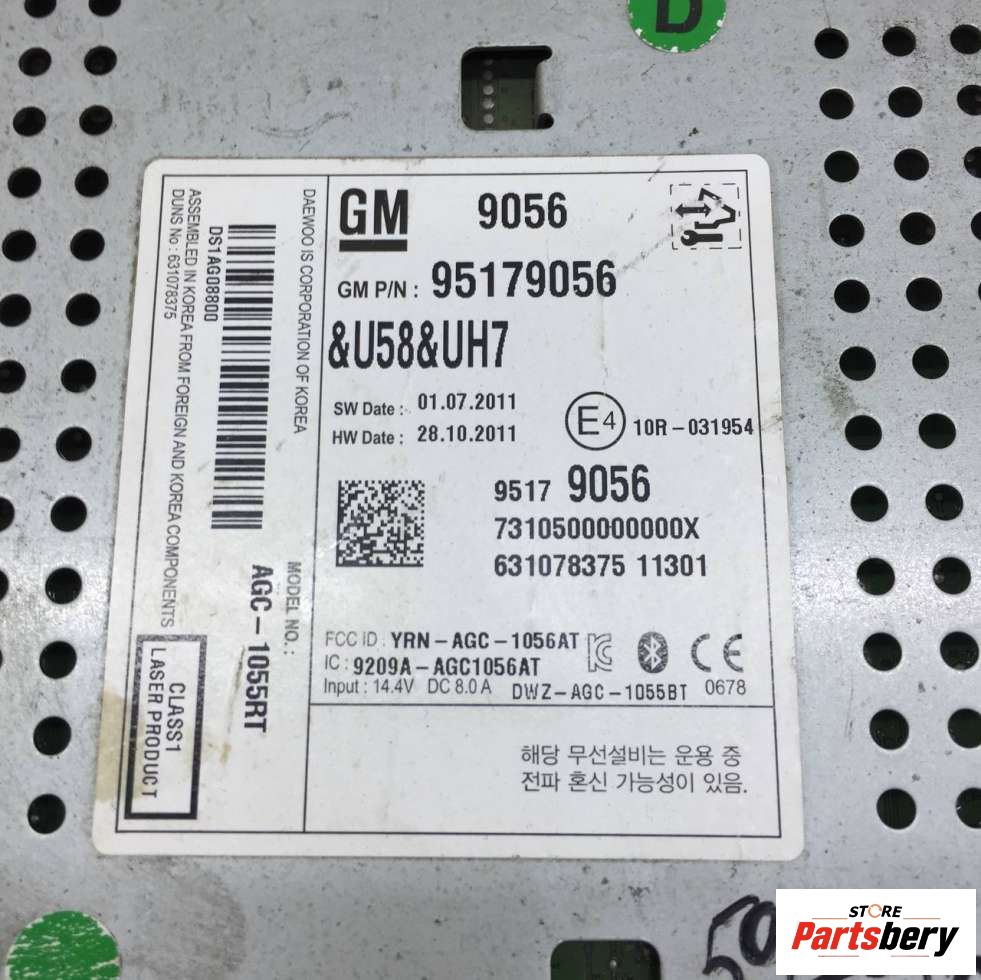 D
GM 9056
GM P/N : 95179056
&U58&UH7
SW Date : 01.07.2011
HW Date : 28.10.2011
E4 10R-031954
9517 9056
7310500000000X
631078375 11301
FCC ID : YRN-AGC-1056AT
IC : 9209A-AGC1056AT
Input : 14.4V DC 8.0 A DWZ-AGC-1055BT
CE 0678
해당 무선설비는 운용 중
전파 혼신 가능성이 있음.
DAEWOO IS CORPORATION OF KOREA
MODEL NO. :
AGC-1055RT
DS1AG08800
ASSEMBLED IN KOREA FROM FOREIGN AND KOREA COMPONENTS
DUNS No : 631078375
CLASS1
LASER PRODUCT
STORE
Partsbery